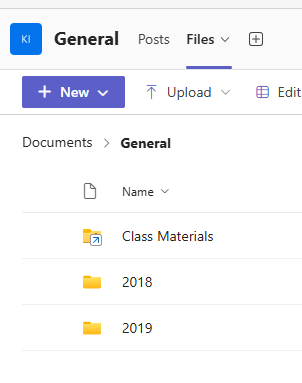 KI General Posts Files
New Upload Edit
Documents General
Name
Class Materials
2018
2019